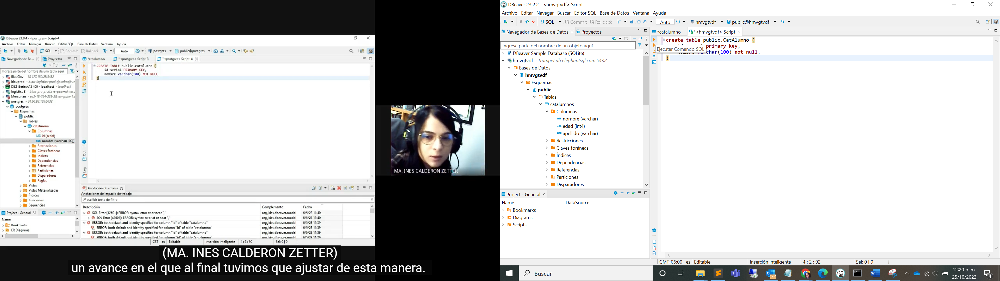 DBeaver 21.0.4 - <postgres> Script-4
Archivo Editar Navegar Buscar Editor SQL Base de Datos Ventana Ayuda
SQL Commit Rollback Auto postgres public@postgres
Navegador de Ba... Proyectos
Ingrese parte del nombre de una tabla aquí
BlauGov - 18.177.130.23:5432
blauprod - blau-logistics-prod.cjpxaboojkur
DB2 iSeries/AS 400 - localhost - localhost
logistics 3 - blau-pre-prod.cvcvpaamxkwo.u
Mercurian - ec2-18-214-238-28.compute-1.c
postgres - 34.66.93.188:5432
postgres
Esquemas
public
Tablas
catalumno
Columnas
id (serial)
nombre (varchar(100))
Restricciones
Claves foráneas
Índices
Dependencias
Referencias
Particiones
Disparadores
Reglas
Vistas
Vistas Materializadas
Índices
Funciones
Sequencias
Project - General
Name
Bookmarks
ER Diagrams
*catalumno *<postgres> Script-3 *<postgres> Script-4
CREATE TABLE public.catalumno (
id serial PRIMARY KEY,
nombre varchar(100) NOT NULL
)
Out
Log
Anotación de errores
Anotaciones del espacio de trabajo
escribir texto de filtro
Descripción Complemento Fecha
SQL Error [42601]: ERROR: syntax error at or near "," org.jkiss.dbeaver.model 6/5/23 11:40
SQL Error [42601]: ERROR: syntax error at or near "," org.jkiss.dbeaver.model 6/5/23 11:40
ERROR: both default and identity specified for column "id" of table "catalumno" org.jkiss.dbeaver.model 6/5/23 11:39
ERROR: both default and identity specified for column "id" of table "catalumno" org.jkiss.dbeaver.model 6/5/23 11:39
ERROR: both default and identity specified for column "id" of table "catalumno" org.jkiss.dbeaver.model 6/5/23 11:39
ERROR: both default and identity specified for column "id" of table "catalumno" org.jkiss.dbeaver.model 6/5/23 11:39
CST es Editable Inserción inteligente 4 : 2 : 90 Sel: 0 | 0
MA. INES CALDERON ZETTER
(MA. INES CALDERON ZETTER)
un avance en el que al final tuvimos que ajustar de esta manera.
DBeaver 23.2.2 - <hmvgtvdf> Script
Archivo Editar Navegar Buscar Editor SQL Base de Datos Ventana Ayuda
SQL Commit Rollback Auto hmvgtvdf public@hmvgtvdf
Navegador de Bases de Datos Proyectos
Ingrese parte del nombre de un objeto aquí
DBeaver Sample Database (SQLite)
hmvgtvdf - trumpet.db.elephantsql.com:5432
Bases de Datos
hmvgtvdf
Esquemas
public
Tablas
catalumnos
Columnas
nombre (varchar)
edad (int4)
apellido (varchar)
Restricciones
Claves foráneas
Índices
Dependencias
Referencias
Particiones
Disparadores
Project - General
Name DataSource
Bookmarks
Diagrams
Scripts
*catalumno *<hmvgtvdf> Script
create table public.CatAlumno (
primary key,
Ejecutar Comando SQL
char(100) not null,
)
GMT-06:00 es Editable Inserción inteligente 4 : 2 : 92 Sel: 0 | 0
Buscar
12:20 p. m.
25/10/2023
4